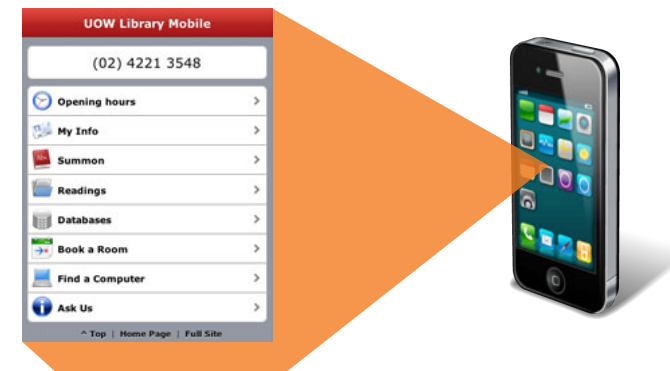 UOW Library Mobile
(02) 4221 3548
Opening hours
My Info
Summon
Readings
Databases
Book a Room
Find a Computer
Ask Us
^ Top | Home Page | Full Site